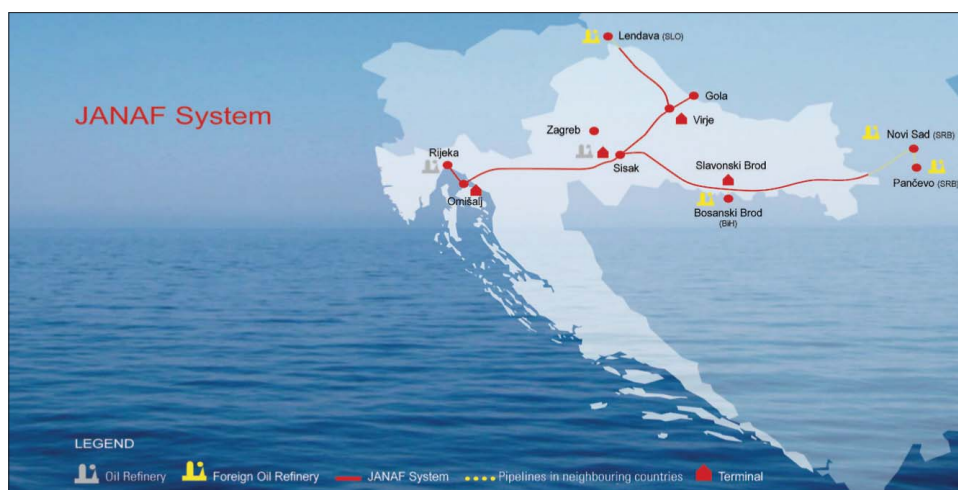 JANAF System
Lendava (SLO)
Gola
Virje
Zagreb
Sisak
Rijeka
Omišalj
Slavonski Brod
Bosanski Brod
(BiH)
Novi Sad (SRB)
Pančevo (SRB)
LEGEND
Oil Refinery
Foreign Oil Refinery
JANAF System
Pipelines in neighbouring countries
Terminal